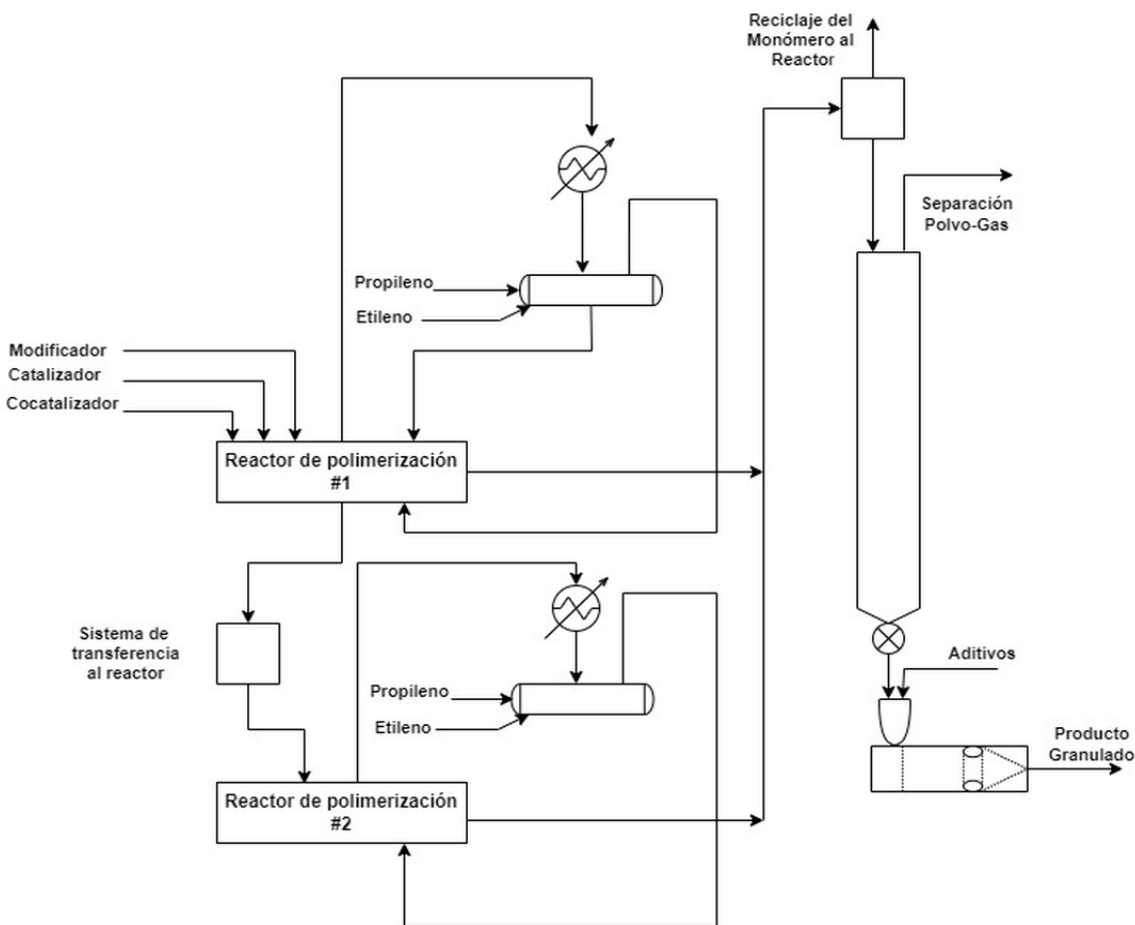 Reciclaje del
Monómero al
Reactor
Separación
Polvo-Gas
Propileno
Etileno
Modificador
Catalizador
Cocatalizador
Reactor de polimerización
#1
Sistema de
transferencia
al reactor
Propileno
Etileno
Aditivos
Producto
Granulado
Reactor de polimerización
#2